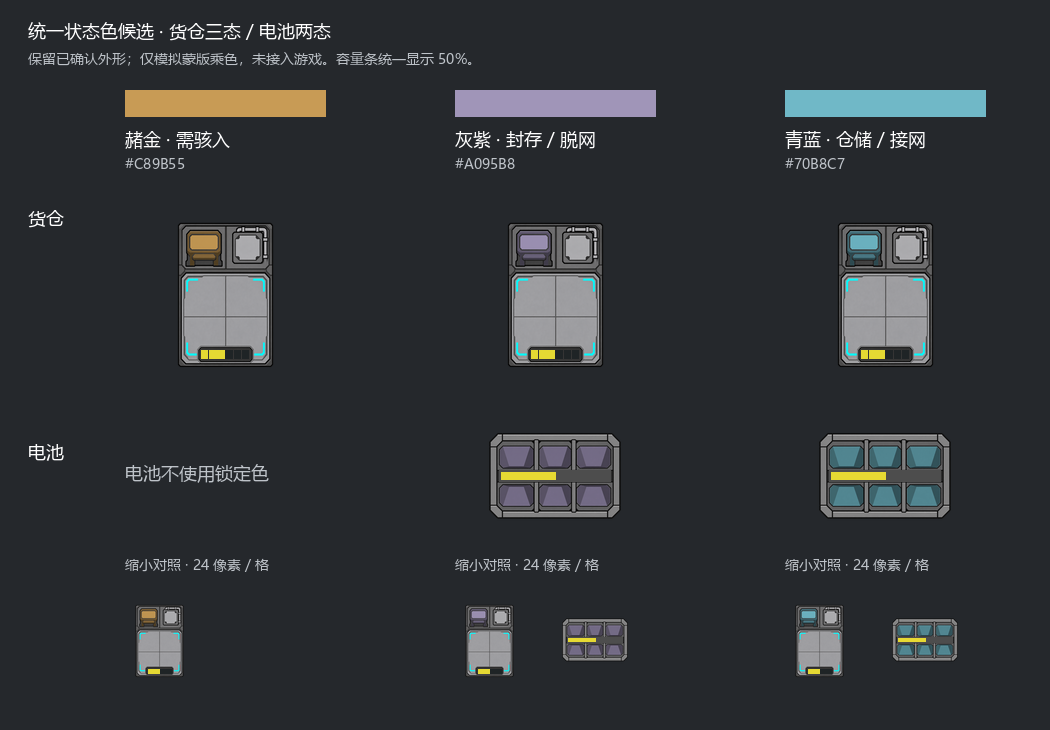 统一状态色候选 · 货仓三态 / 电池两态
保留已确认外形；仅模拟蒙版乘色，未接入游戏。容量条统一显示 50%。
赭金 · 需骇入
#C89B55
灰紫 · 封存 / 脱网
#A095B8
青蓝 · 仓储 / 接网
#70B8C7
货仓
电池
电池不使用锁定色
缩小对照 · 24 像素 / 格
缩小对照 · 24 像素 / 格
缩小对照 · 24 像素 / 格